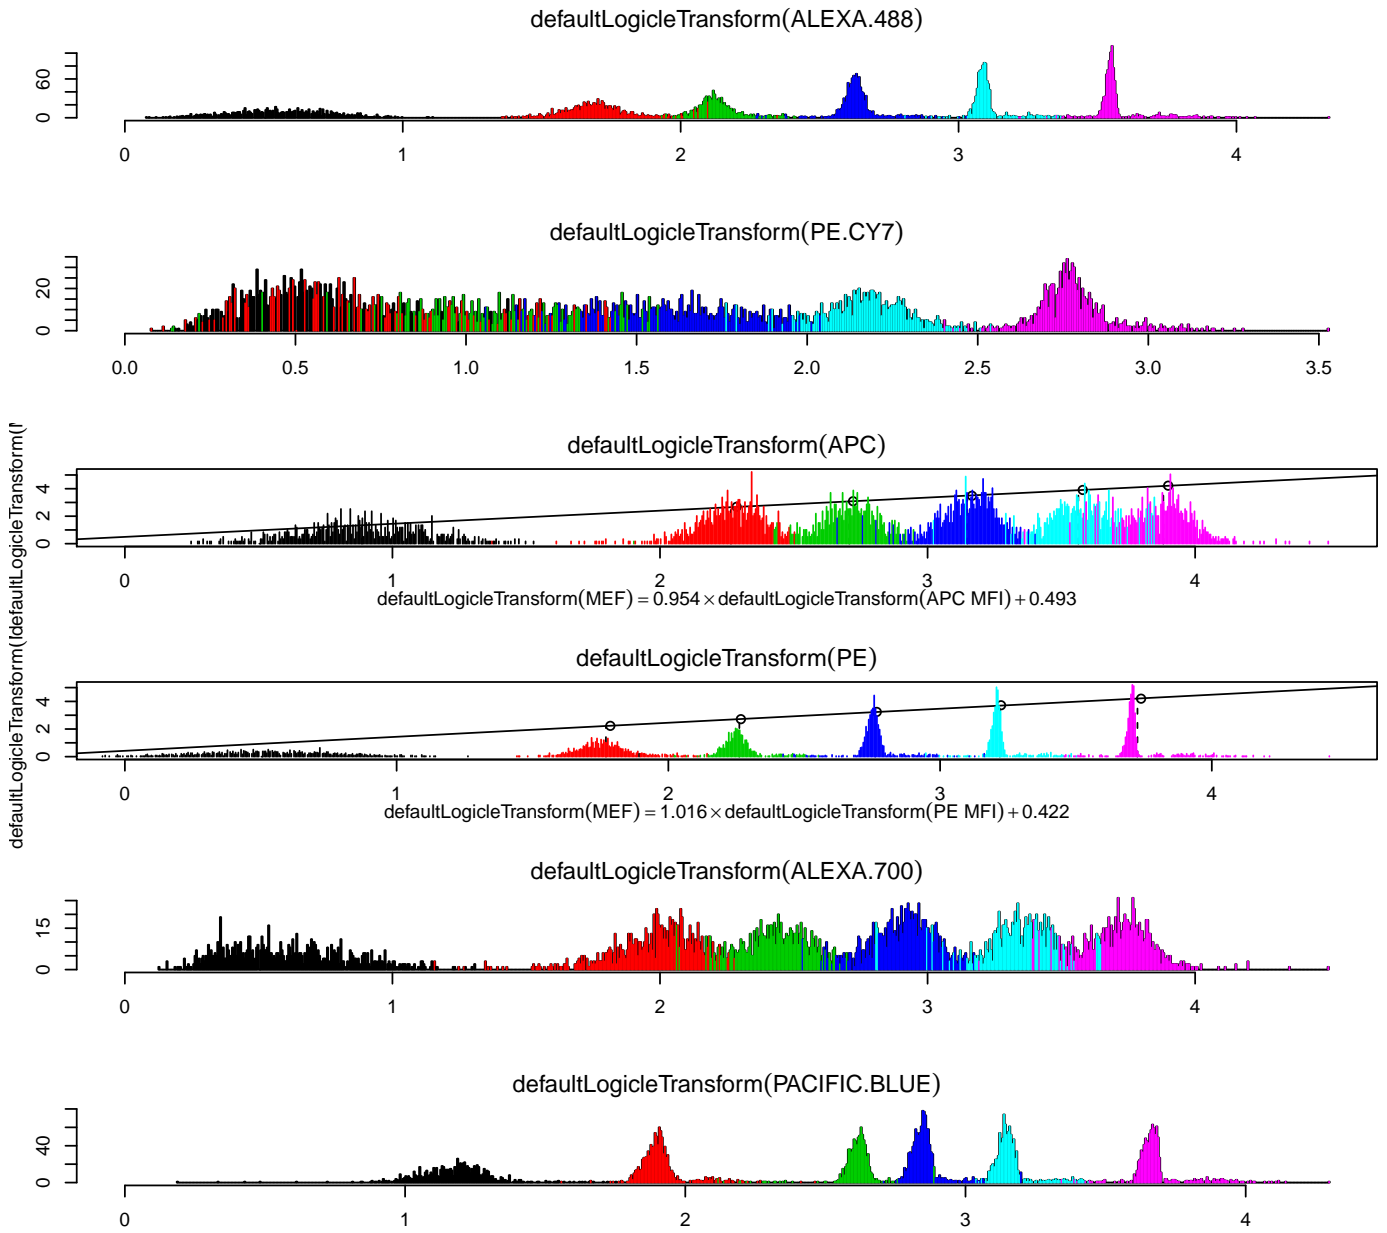 defaultLogicleTransform(ALEXA.488)
0 60
0 1 2 3 4
defaultLogicleTransform(PE.CY7)
0 20
0.0 0.5 1.0 1.5 2.0 2.5 3.0 3.5
defaultLogicleTransform(APC)
0 2 4
0 1 2 3 4
defaultLogicleTransform(MEF) = 0.954 × defaultLogicleTransform(APC MFI) + 0.493
defaultLogicleTransform(PE)
0 2 4
0 1 2 3 4
defaultLogicleTransform(MEF) = 1.016 × defaultLogicleTransform(PE MFI) + 0.422
defaultLogicleTransform(ALEXA.700)
0 15
0 1 2 3 4
defaultLogicleTransform(PACIFIC.BLUE)
0 40
0 1 2 3 4